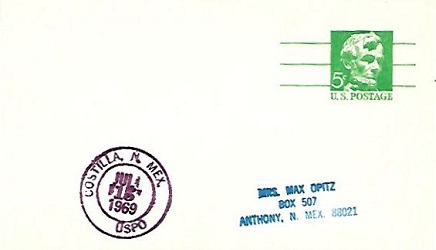 5¢
U.S. POSTAGE
COSTILLA, N. MEX.
JUL
15
1969
USPO
MRS. MAX OPITZ
BOX 507
ANTHONY, N. MEX. 88021